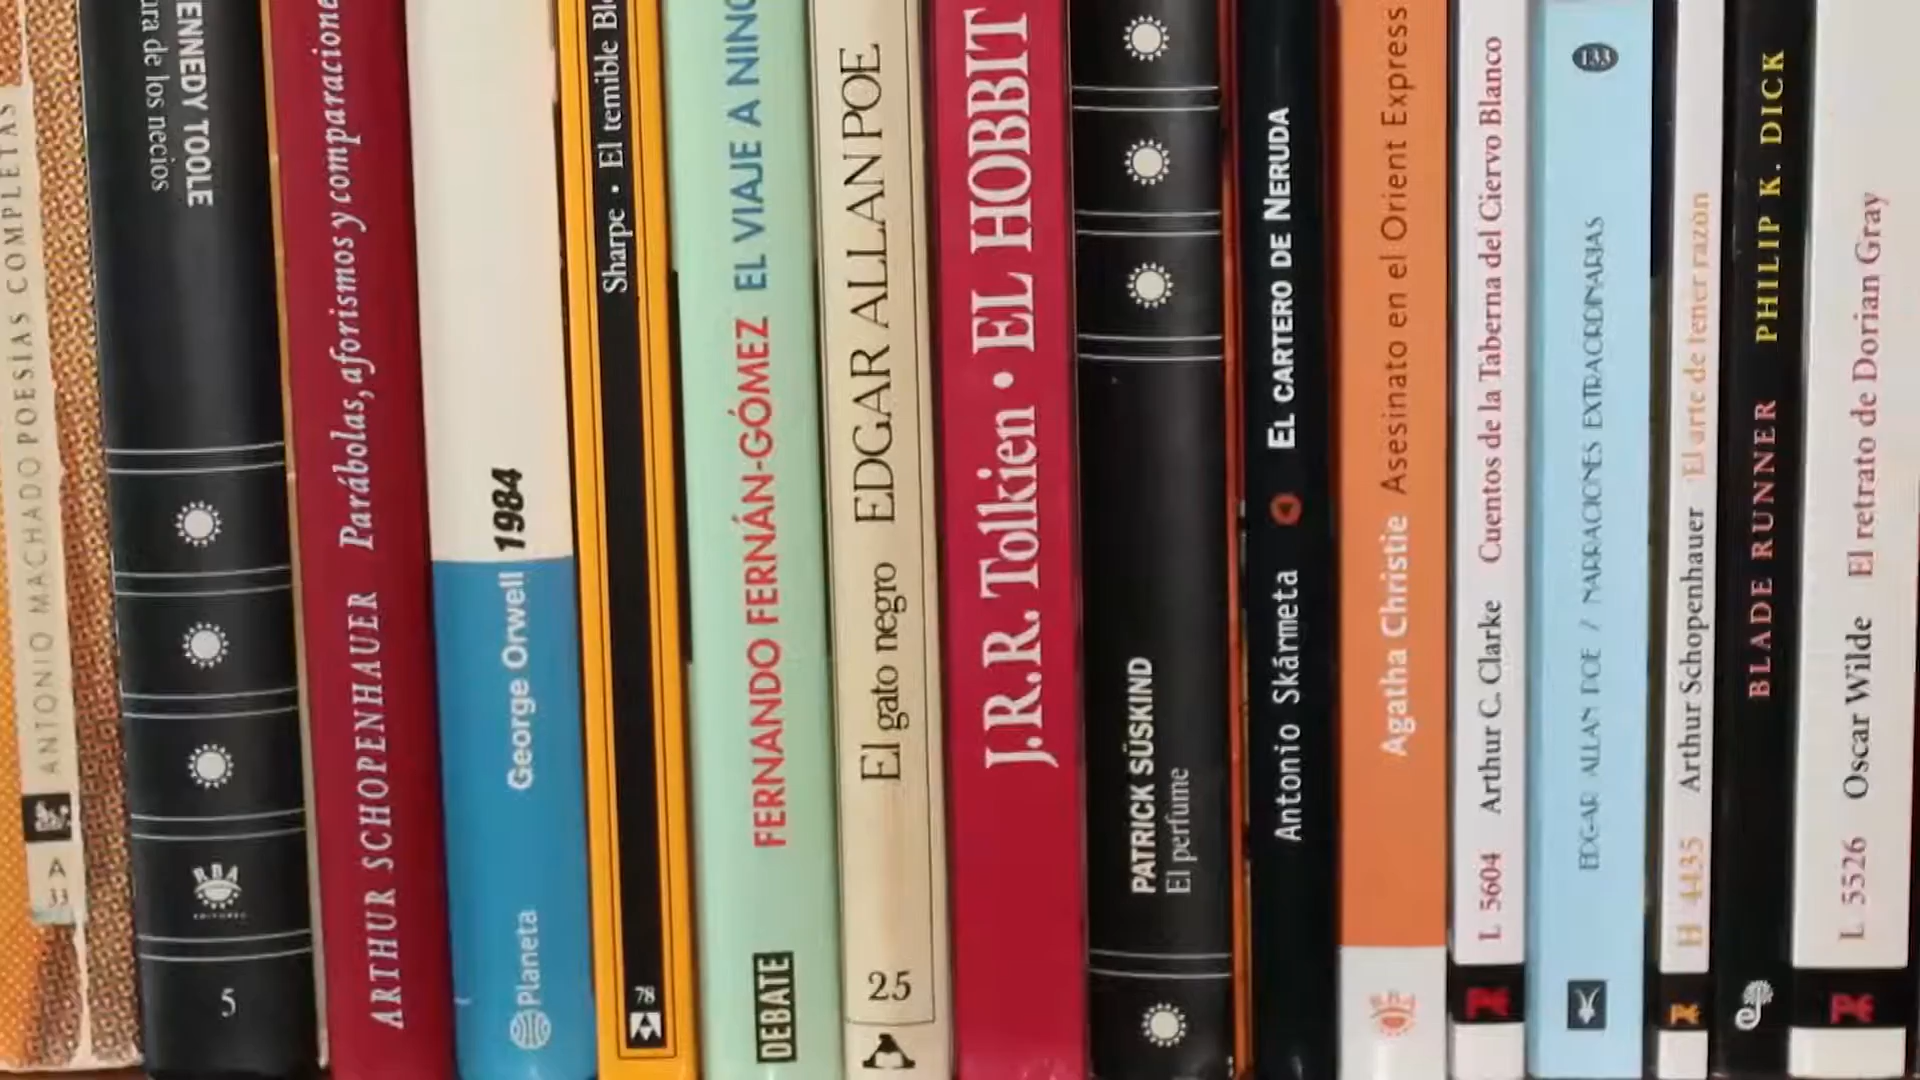 ANTONIO MACHADO POESÍAS COMPLETAS
A
33
ENNEDY TOOLE
ura de los necios
RBA
EDITORES
5
ARTHUR SCHOPENHAUER Parábolas, aforismos y comparacione
1984
George Orwell
Planeta
Sharpe · El temible Bl
78
FERNANDO FERNÁN-GÓMEZ EL VIAJE A NING
DEBATE
El gato negro EDGAR ALLAN POE
25
J.R.R. Tolkien · EL HOBBIT
PATRICK SÜSKIND
El perfume
Antonio Skármeta EL CARTERO DE NERUDA
Agatha Christie Asesinato en el Orient Express
L 5604 Arthur C. Clarke Cuentos de la Taberna del Ciervo Blanco
133
EDGAR ALLAN POE / NARRACIONES EXTRAORDINARIAS
H 4435 Arthur Schopenhauer El arte de tener razón
BLADE RUNNER PHILIP K. DICK
L 5526 Oscar Wilde El retrato de Dorian Gray